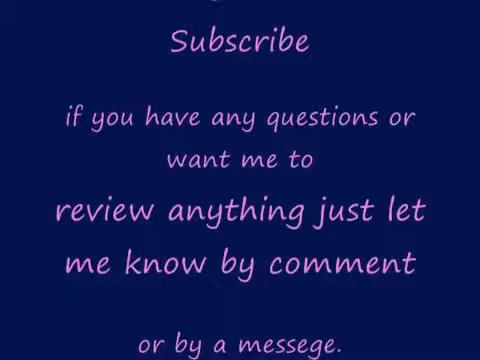 Subscribe
if you have any questions or
want me to
review anything just let
me know by comment
or by a messege.